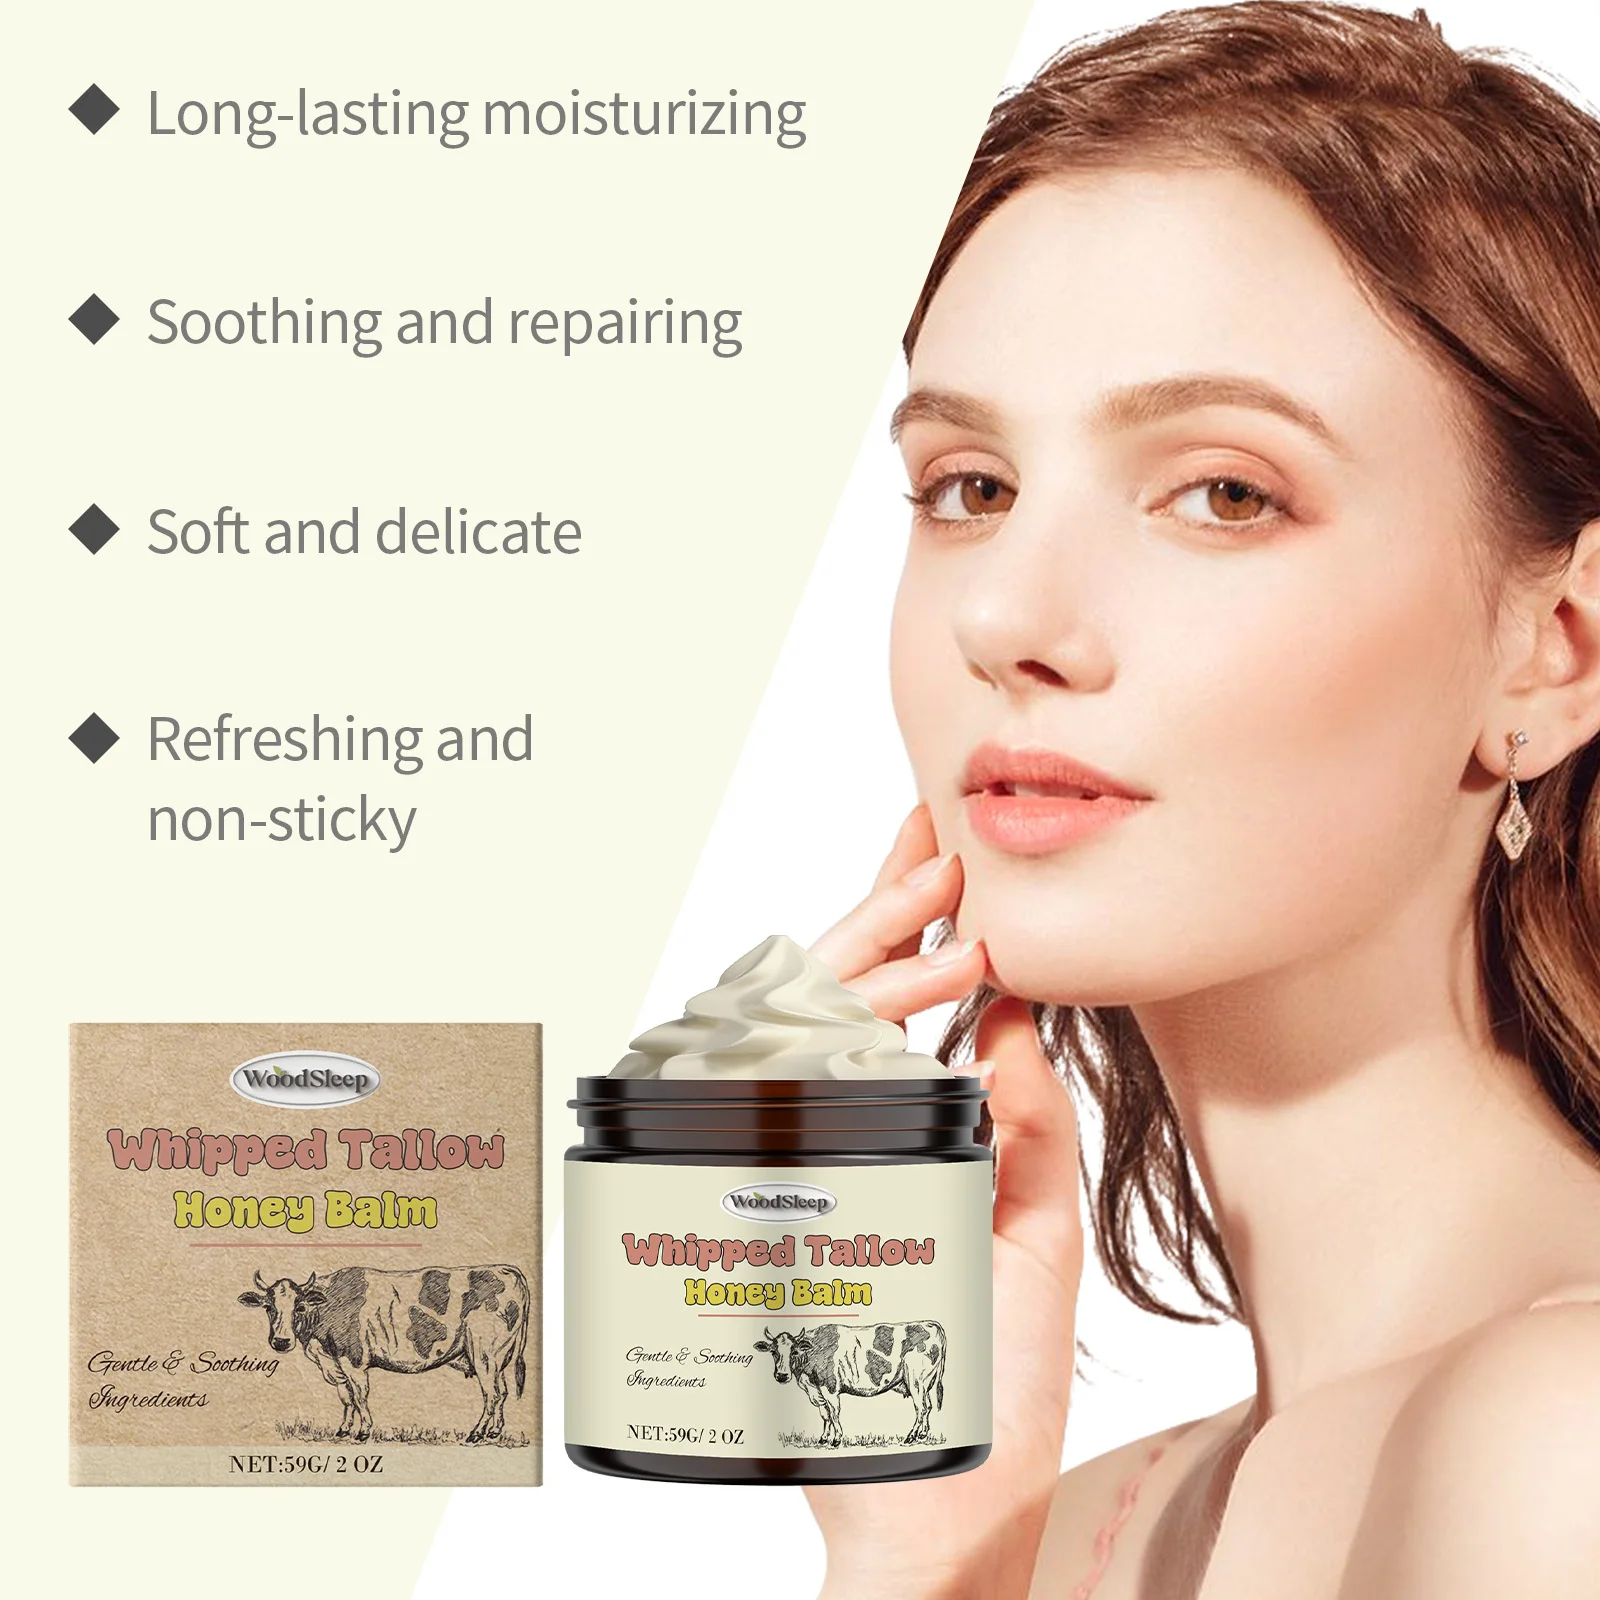 Long-lasting moisturizing
Soothing and repairing
Soft and delicate
Refreshing and
non-sticky
WoodSleep
Whipped Tallow
Honey Balm
Gentle & Soothing
Ingredients
NET:59G/ 2 OZ
WoodSleep
Whipped Tallow
Honey Balm
Gentle & Soothing
Ingredients
NET:59G/ 2 OZ